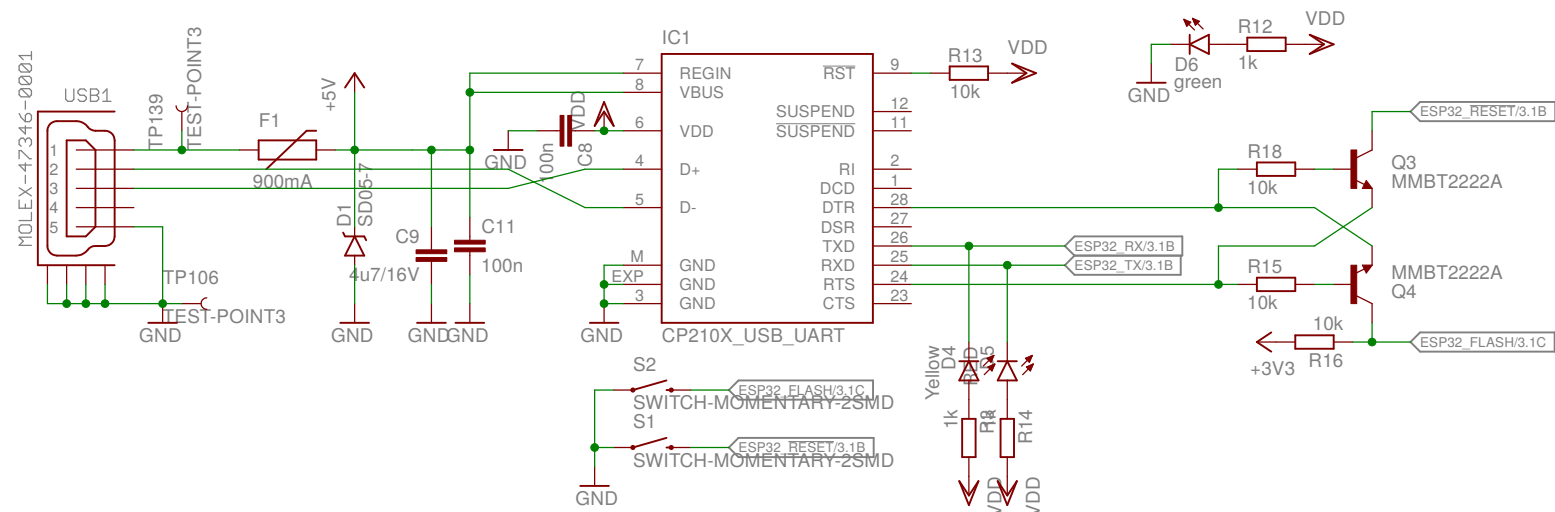 MOLEX-47346-0001
USB1
1
2
3
4
5
TP139
TEST-POINT3
F1
900mA
+5V
D1
SD05-7
C9
4u7/16V
C11
100n
TP106
TEST-POINT3
GND
GND
GND
GND
GND
100n
C8
VDD
GND
IC1
7 REGIN
8 VBUS
6 VDD
4 D+
5 D-
M GND
EXP GND
3 GND
RST 9
SUSPEND 12
SUSPEND 11
RI 2
DCD 1
DTR 28
DSR 27
TXD 26
RXD 25
RTS 24
CTS 23
CP210X_USB_UART
R13
10k
VDD
GND
D6
green
R12
1k
VDD
ESP32_RESET/3.1B
R18
10k
Q3
MMBT2222A
ESP32_RX/3.1B
ESP32_TX/3.1B
R15
10k
MMBT2222A
Q4
10k
R16
+3V3
ESP32_FLASH/3.1C
Yellow
D4
RED
D5
1k
R14
VDD
VDD
S2
ESP32_FLASH/3.1C
SWITCH-MOMENTARY-2SMD
S1
ESP32_RESET/3.1B
SWITCH-MOMENTARY-2SMD
GND